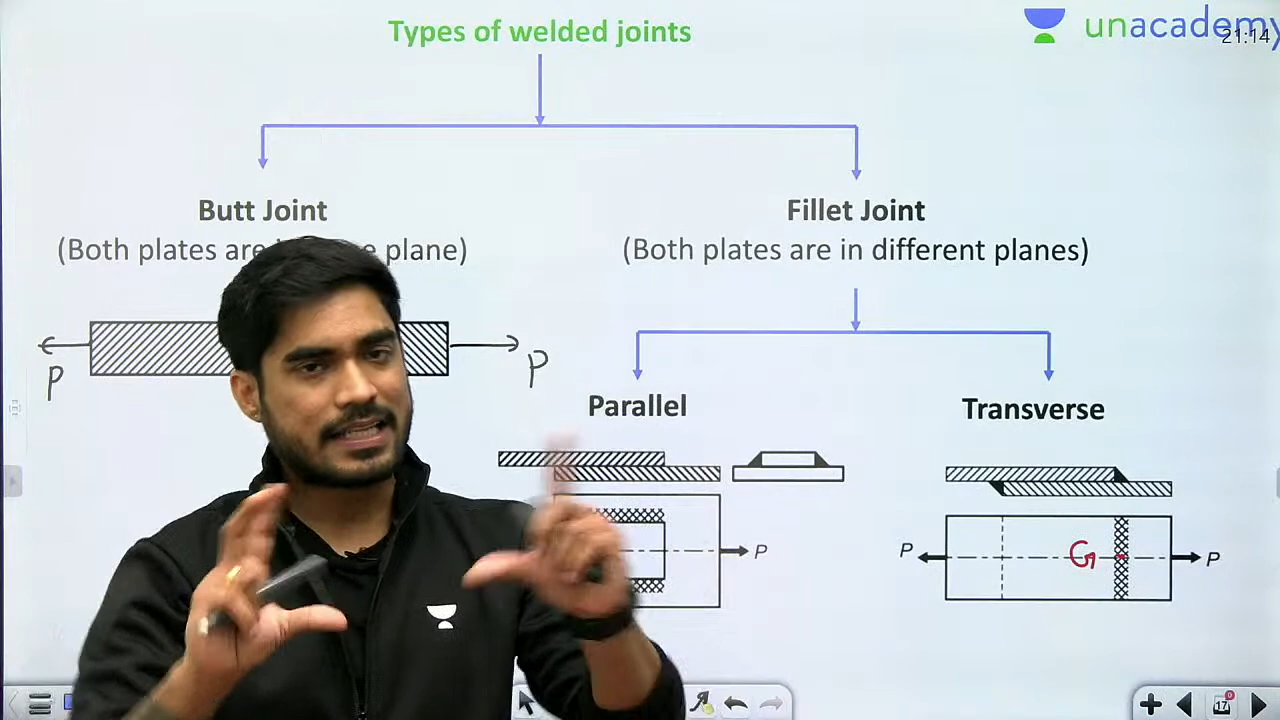 Types of welded joints
unacademy
21:14
Butt Joint
Fillet Joint
(Both plates are plane)
(Both plates are in different planes)
P
P
Parallel
Transverse
P
P
G
P
17